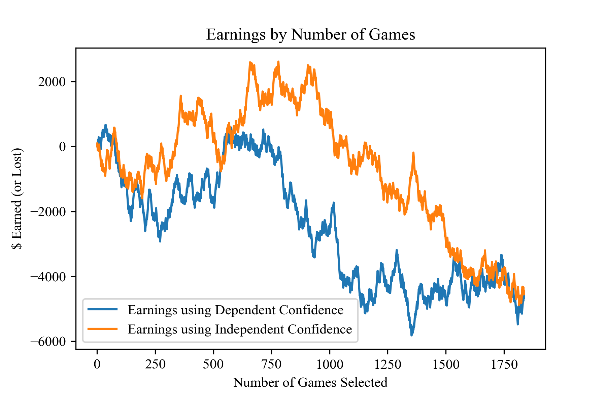 Earnings by Number of Games
$ Earned (or Lost)
2000
0
−2000
−4000
−6000
Earnings using Dependent Confidence
Earnings using Independent Confidence
0 250 500 750 1000 1250 1500 1750
Number of Games Selected